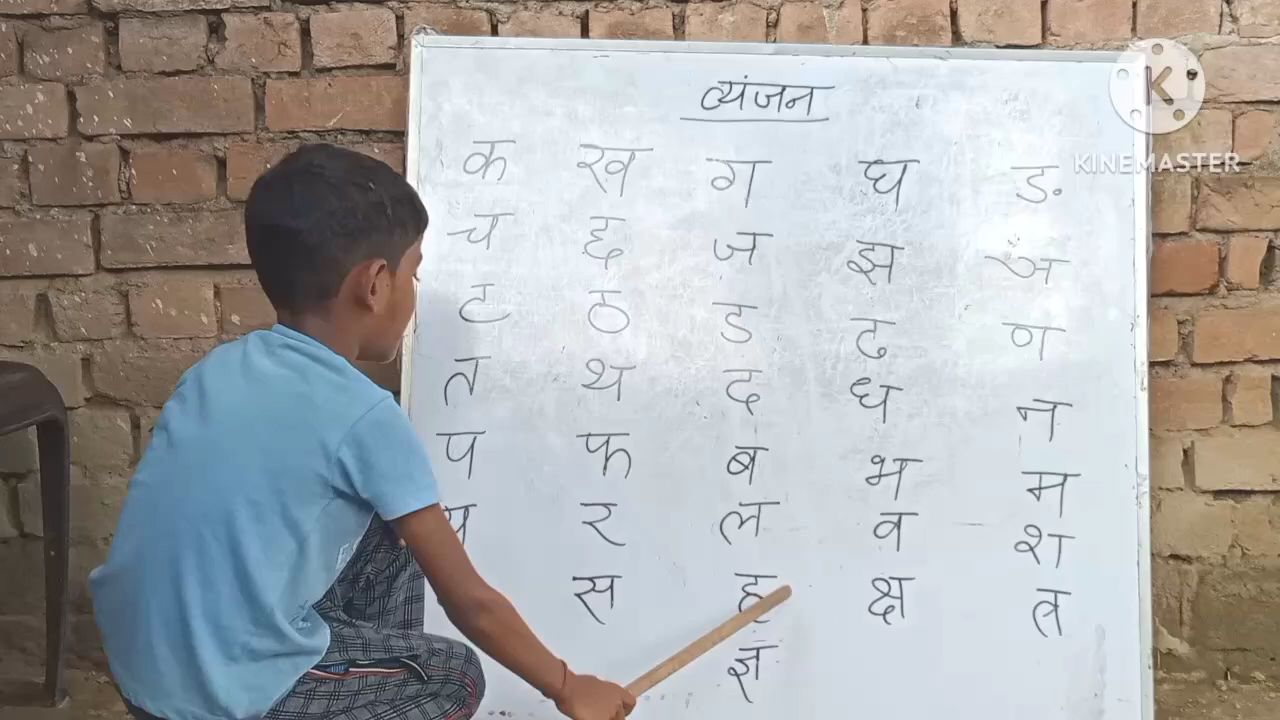 व्यंजन
क ख ग घ ङ
च छ ज झ ञ
ट ठ ड ढ ण
त थ द ध न
प फ ब भ म
य र ल व श
स ह क्ष त्र
ज्ञ
K
KINEMASTER